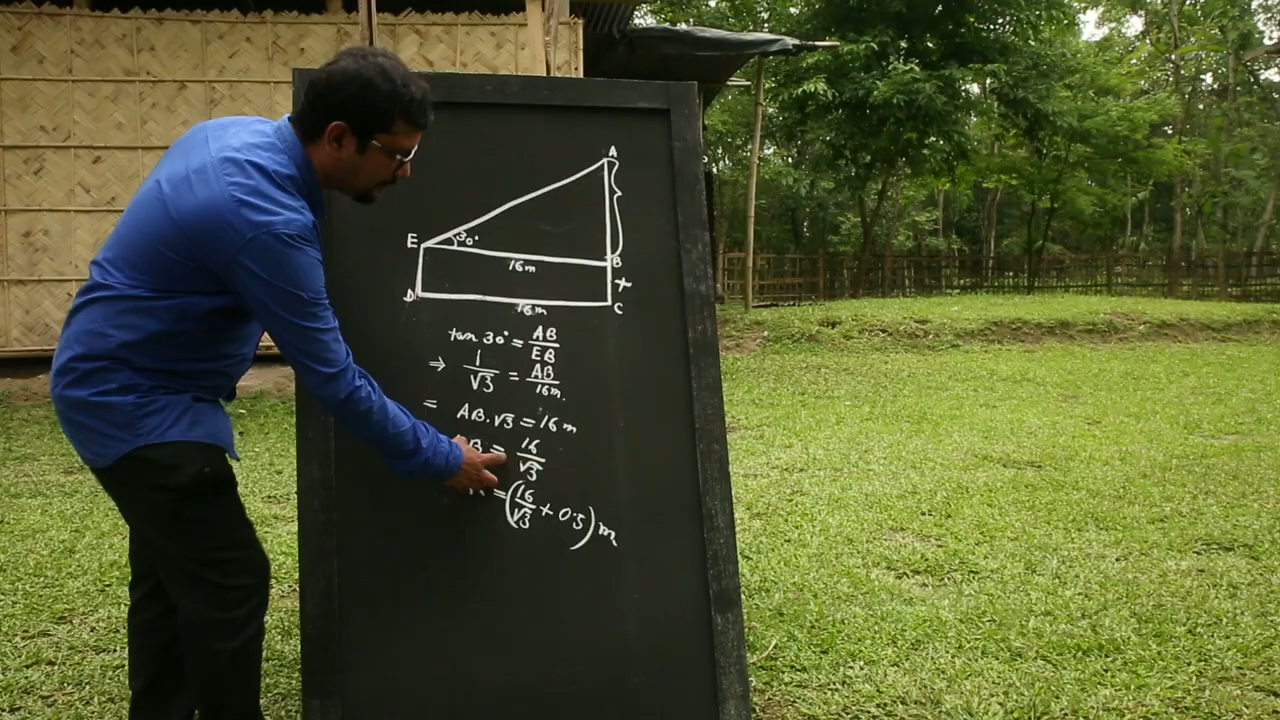 A
E 30°
B
16m
x
D C
16m
tan 30° = AB/EB
⇒ 1/√3 = AB/16m.
= AB.√3 = 16m
B = 16/√3
= (16/√3 + 0.5) m